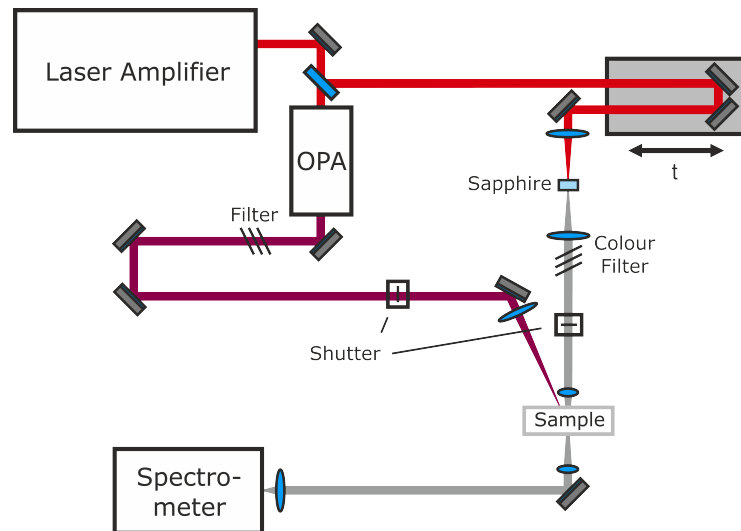 Laser Amplifier
OPA
t
Sapphire
Filter
Colour
Filter
Shutter
Sample
Spectro-
meter